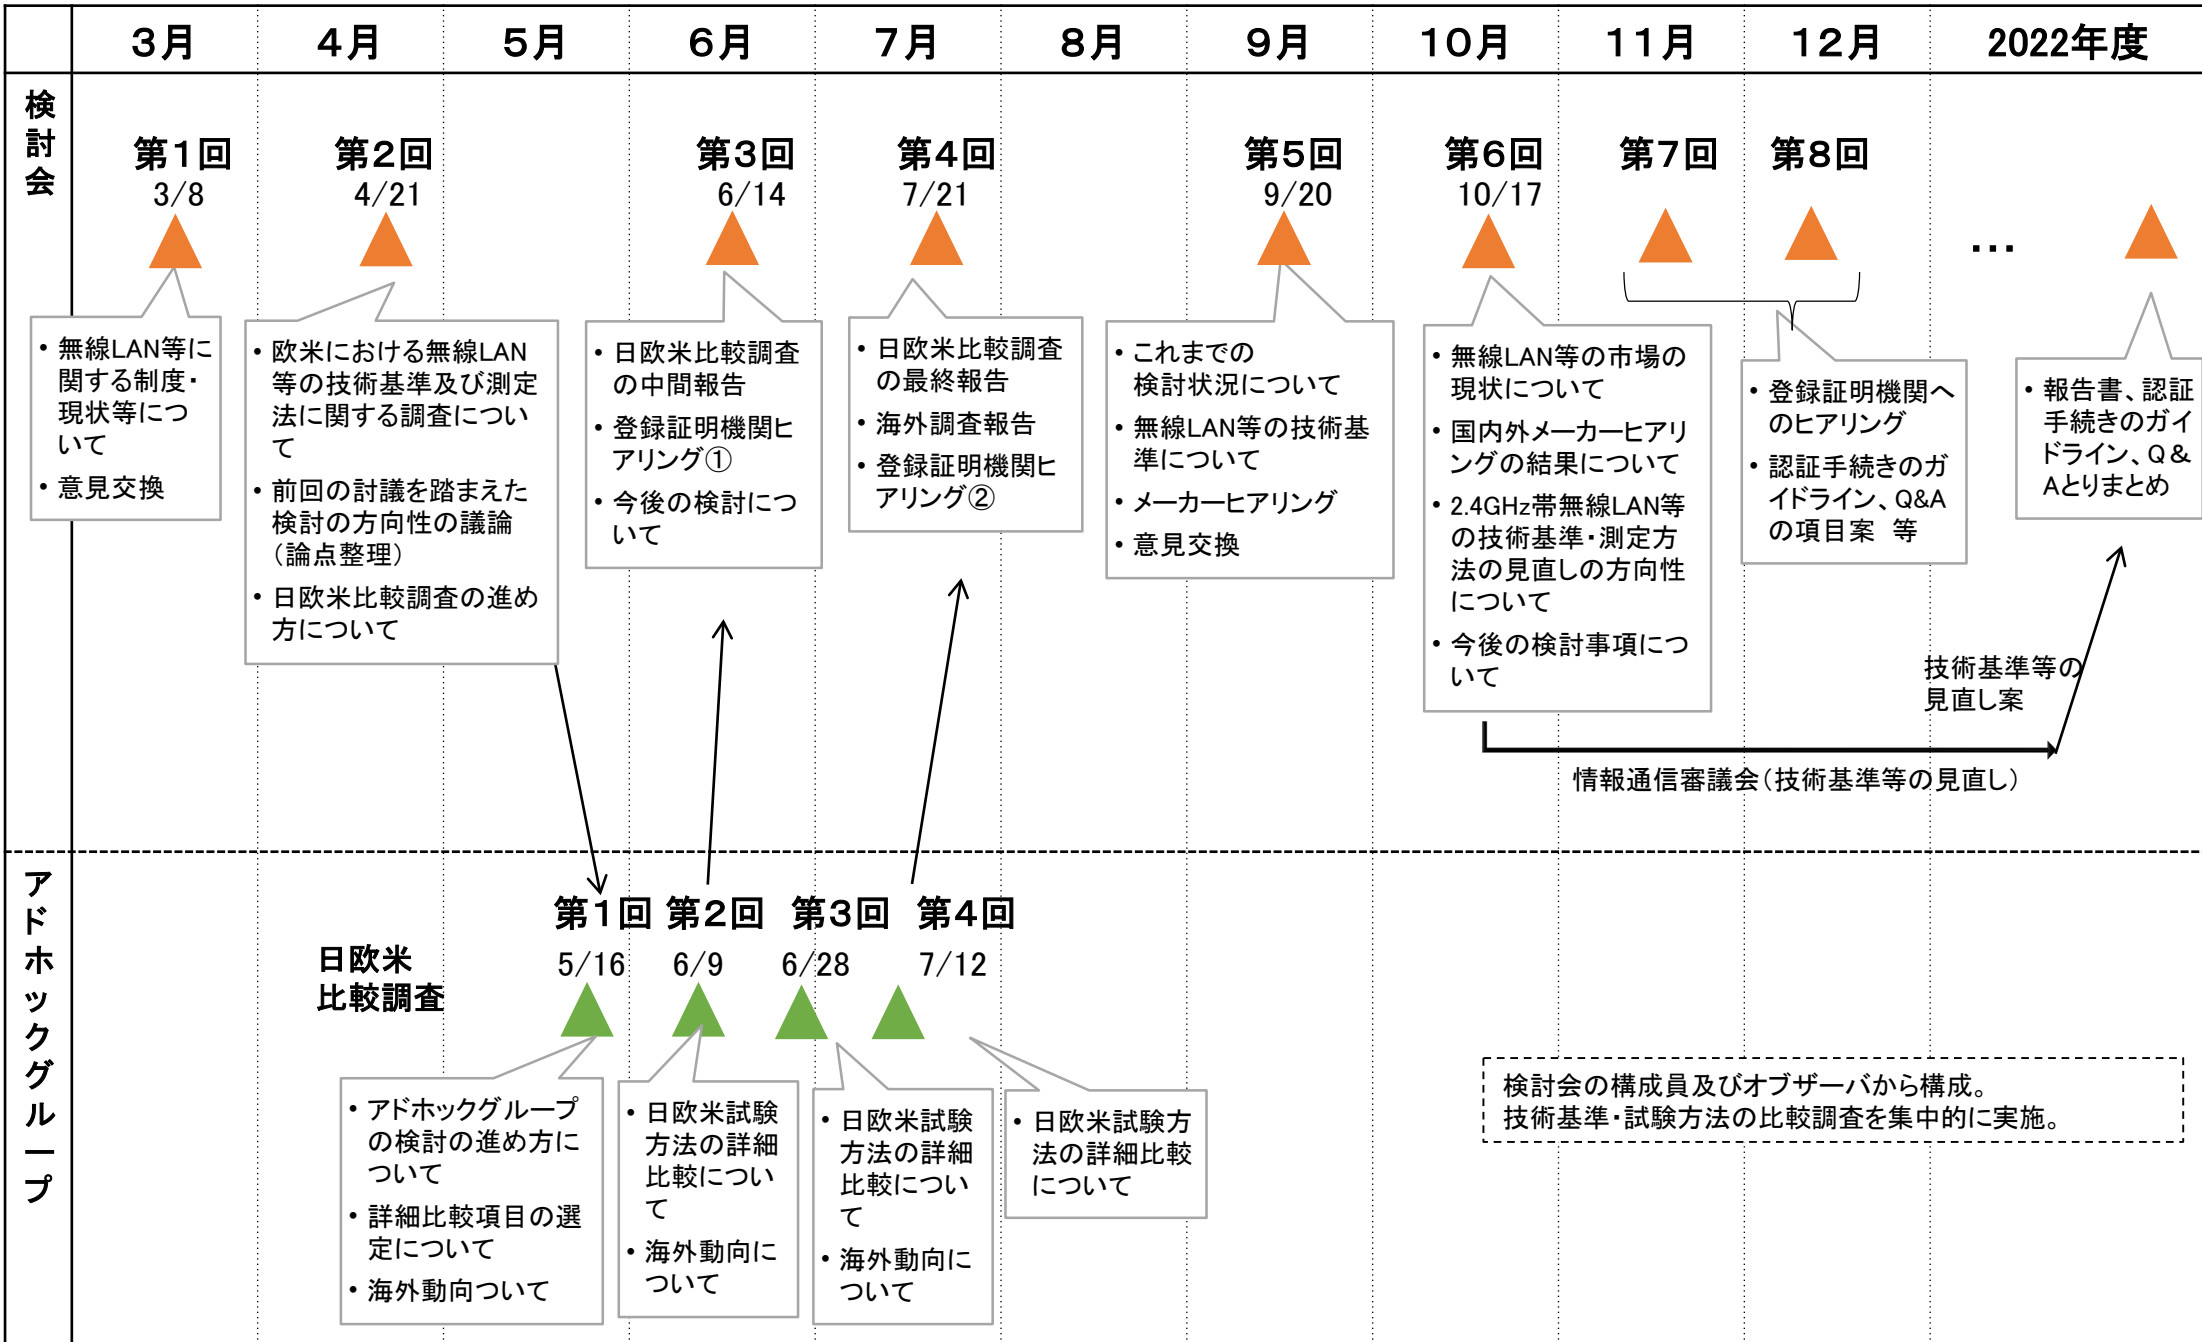 3月
4月
5月
6月
7月
8月
9月
10月
11月
12月
2022年度
検討会
第1回
3/8
第2回
4/21
第3回
6/14
第4回
7/21
第5回
9/20
第6回
10/17
第7回
第8回
…
• 無線LAN等に
関する制度・
現状等につ
いて
• 意見交換
• 欧米における無線LAN
等の技術基準及び測定
法に関する調査につい
て
• 前回の討議を踏まえた
検討の方向性の議論
（論点整理）
• 日欧米比較調査の進め
方について
• 日欧米比較調査
の中間報告
• 登録証明機関ヒ
アリング①
• 今後の検討につ
いて
• 日欧米比較調査
の最終報告
• 海外調査報告
• 登録証明機関ヒ
アリング②
• これまでの
検討状況について
• 無線LAN等の技術基
準について
• メーカーヒアリング
• 意見交換
• 無線LAN等の市場の
現状について
• 国内外メーカーヒアリ
ングの結果について
• 2.4GHz帯無線LAN等
の技術基準・測定方
法の見直しの方向性
について
• 今後の検討事項につ
いて
• 登録証明機関へ
のヒアリング
• 認証手続きのガ
イドライン、Q&A
の項目案 等
• 報告書、認証
手続きのガイ
ドライン、Q＆
Aとりまとめ
技術基準等の
見直し案
情報通信審議会（技術基準等の見直し）
アドホックグループ
日欧米
比較調査
第1回
5/16
第2回
6/9
第3回
6/28
第4回
7/12
• アドホックグループ
の検討の進め方に
ついて
• 詳細比較項目の選
定について
• 海外動向ついて
• 日欧米試験
方法の詳細
比較につい
て
• 海外動向に
ついて
• 日欧米試験
方法の詳細
比較につい
て
• 海外動向に
ついて
• 日欧米試験方
法の詳細比較
について
検討会の構成員及びオブザーバから構成。
技術基準・試験方法の比較調査を集中的に実施。